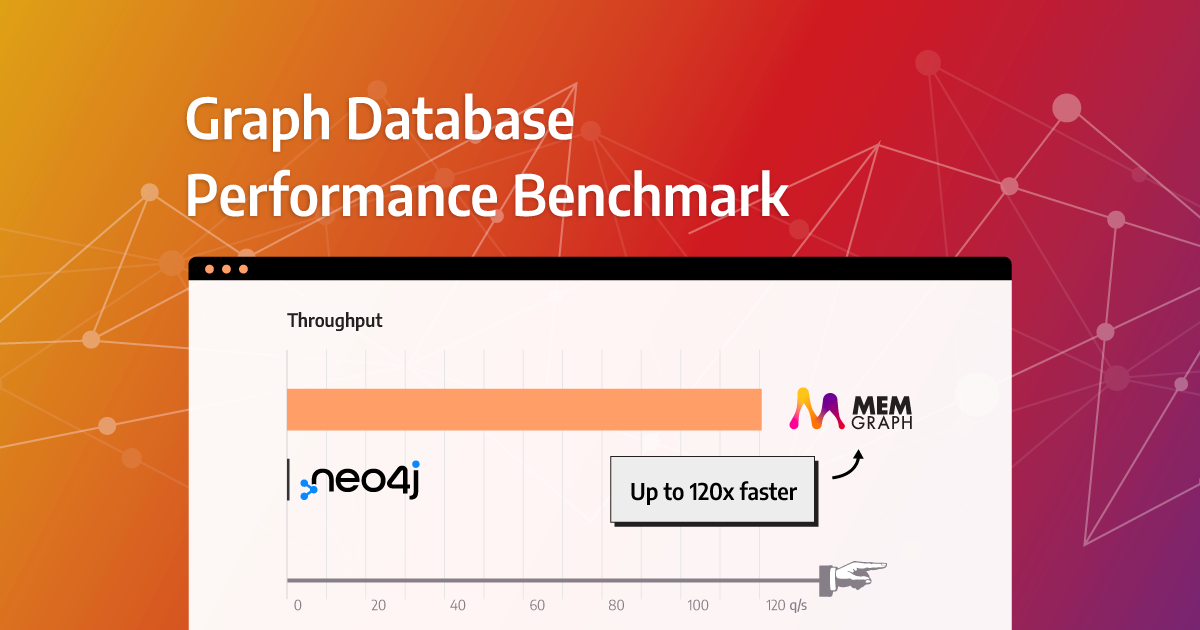 Graph Database
Performance Benchmark
Throughput
MEM
GRAPH
neo4j
Up to 120x faster
0 20 40 60 80 100 120 q/s